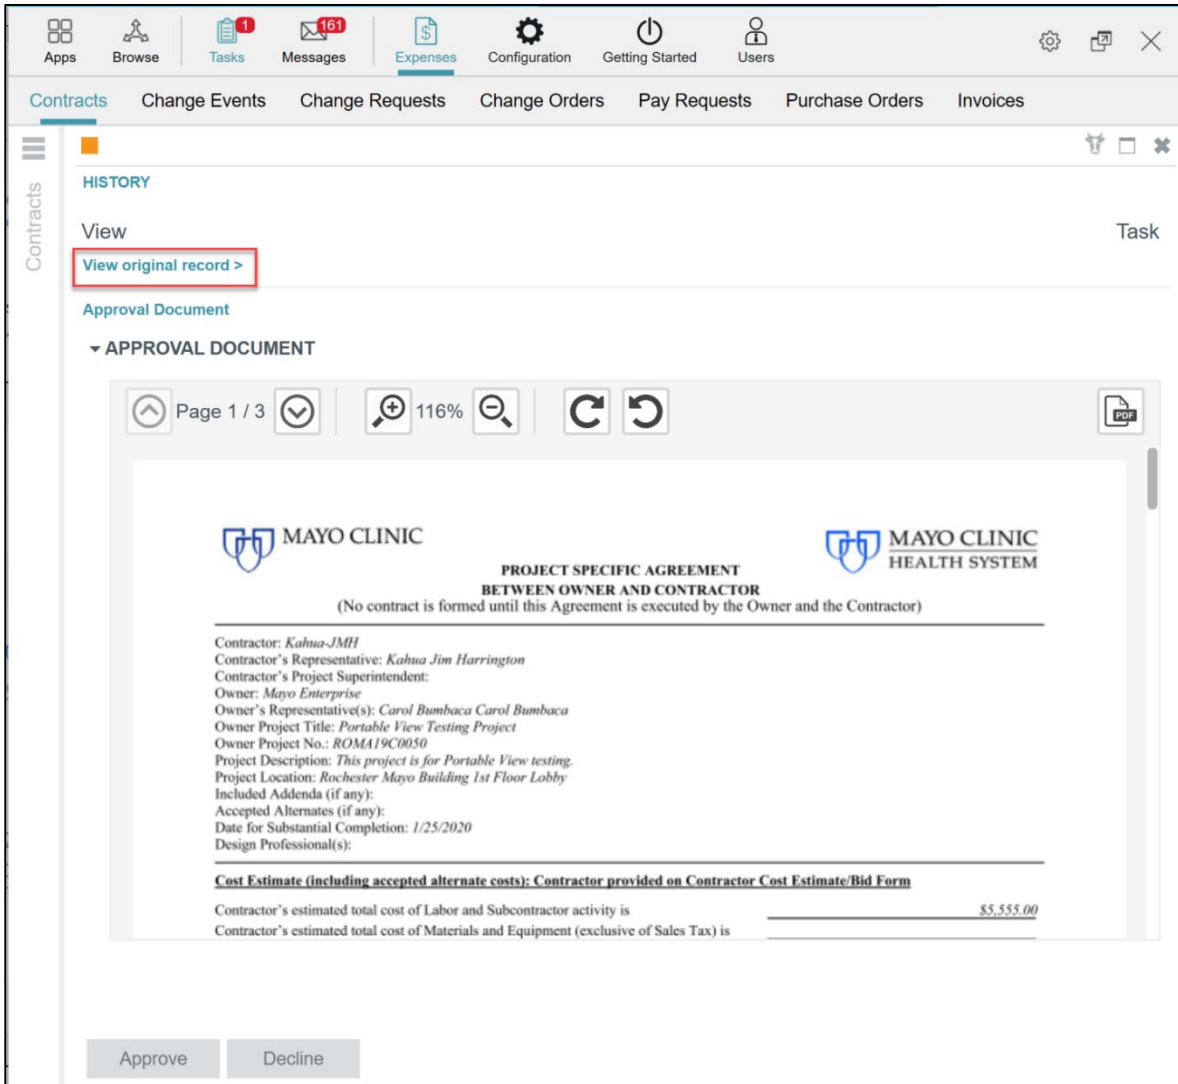 1
161
Apps Browse Tasks Messages Expenses Configuration Getting Started Users
Contracts Change Events Change Requests Change Orders Pay Requests Purchase Orders Invoices
Contracts
HISTORY
View Task
View original record >
Approval Document
APPROVAL DOCUMENT
Page 1 / 3 116% PDF
MAYO CLINIC
MAYO CLINIC
HEALTH SYSTEM
PROJECT SPECIFIC AGREEMENT
BETWEEN OWNER AND CONTRACTOR
(No contract is formed until this Agreement is executed by the Owner and the Contractor)
Contractor: Kahua-JMH
Contractor's Representative: Kahua Jim Harrington
Contractor's Project Superintendent:
Owner: Mayo Enterprise
Owner's Representative(s): Carol Bumbaca Carol Bumbaca
Owner Project Title: Portable View Testing Project
Owner Project No.: ROMA19C0050
Project Description: This project is for Portable View testing.
Project Location: Rochester Mayo Building 1st Floor Lobby
Included Addenda (if any):
Accepted Alternates (if any):
Date for Substantial Completion: 1/25/2020
Design Professional(s):
Cost Estimate (including accepted alternate costs): Contractor provided on Contractor Cost Estimate/Bid Form
Contractor's estimated total cost of Labor and Subcontractor activity is $5,555.00
Contractor's estimated total cost of Materials and Equipment (exclusive of Sales Tax) is
Approve Decline